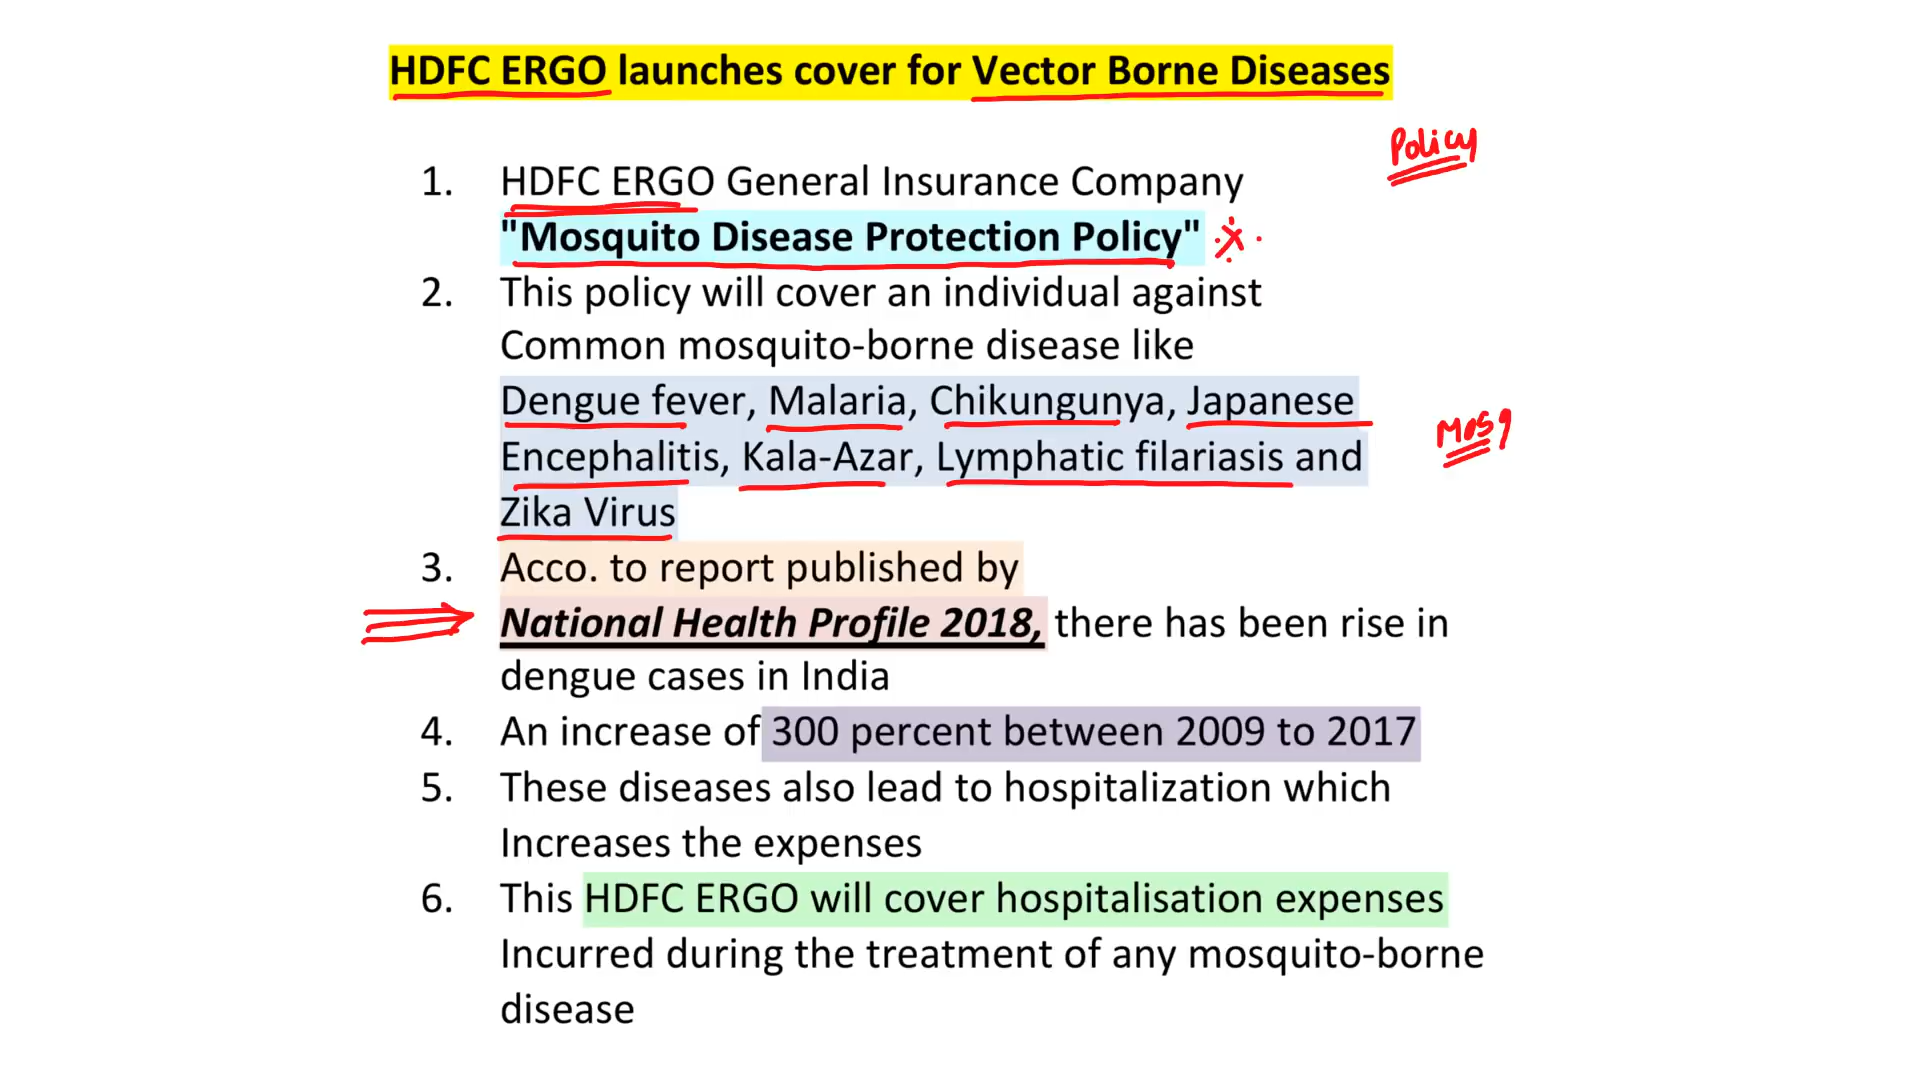 HDFC ERGO launches cover for Vector Borne Diseases
Policy
1. HDFC ERGO General Insurance Company
"Mosquito Disease Protection Policy"
2. This policy will cover an individual against
Common mosquito-borne disease like
Dengue fever, Malaria, Chikungunya, Japanese
Encephalitis, Kala-Azar, Lymphatic filariasis and
Mosq
Zika Virus
3. Acco. to report published by
National Health Profile 2018, there has been rise in
dengue cases in India
4. An increase of 300 percent between 2009 to 2017
5. These diseases also lead to hospitalization which
Increases the expenses
6. This HDFC ERGO will cover hospitalisation expenses
Incurred during the treatment of any mosquito-borne
disease